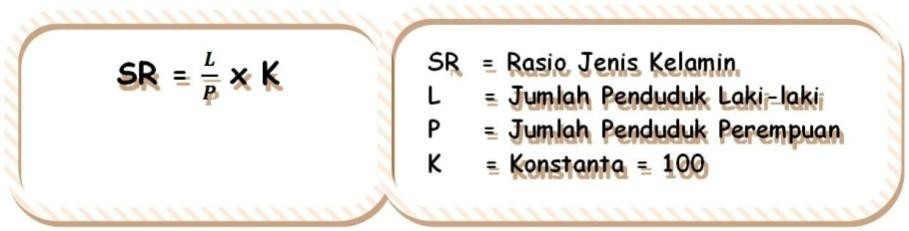 SR = L/P x K
SR = Rasio Jenis Kelamin
L = Jumlah Penduduk Laki-laki
P = Jumlah Penduduk Perempuan
K = Konstanta = 100